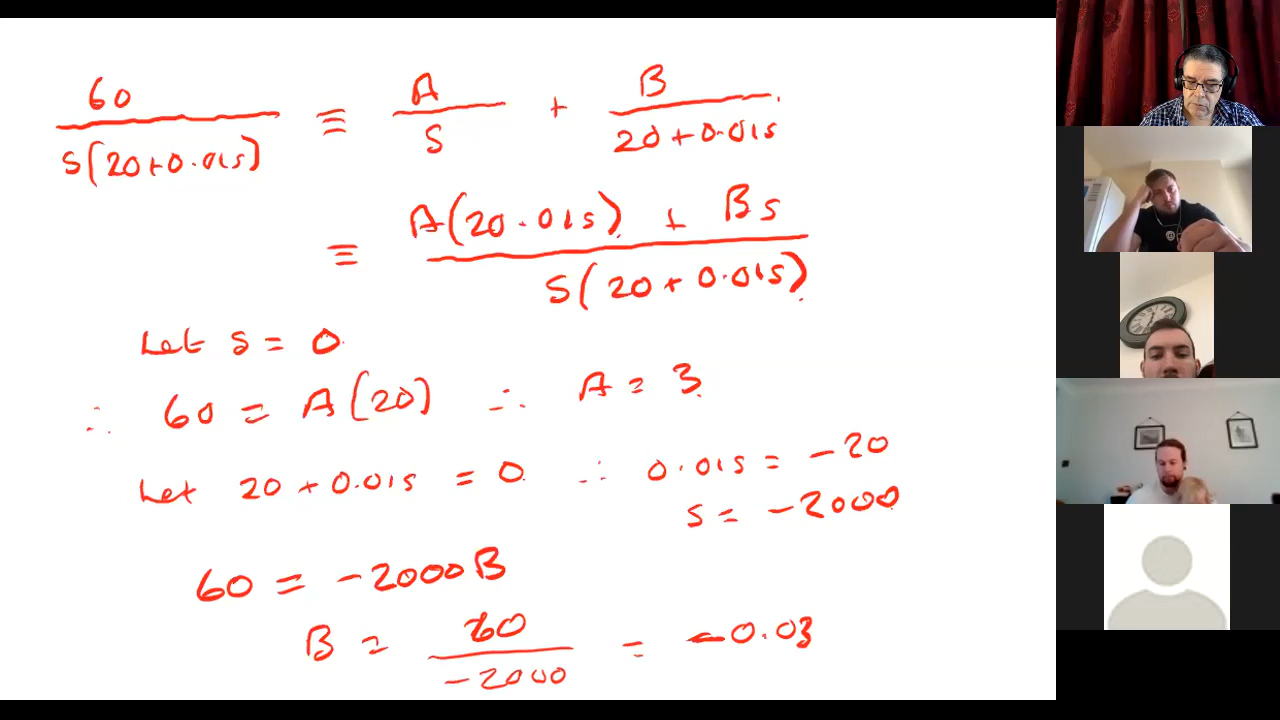 60 / S(20+0.01s) ≡ A / S + B / 20+0.01s
≡ A(20.01s) + Bs / S(20+0.01s)
Let s = 0
∴ 60 = A(20) ∴ A = 3
Let 20+0.01s = 0 ∴ 0.01s = -20
s = -2000
60 = -2000B
B = 60 / -2000 = -0.03